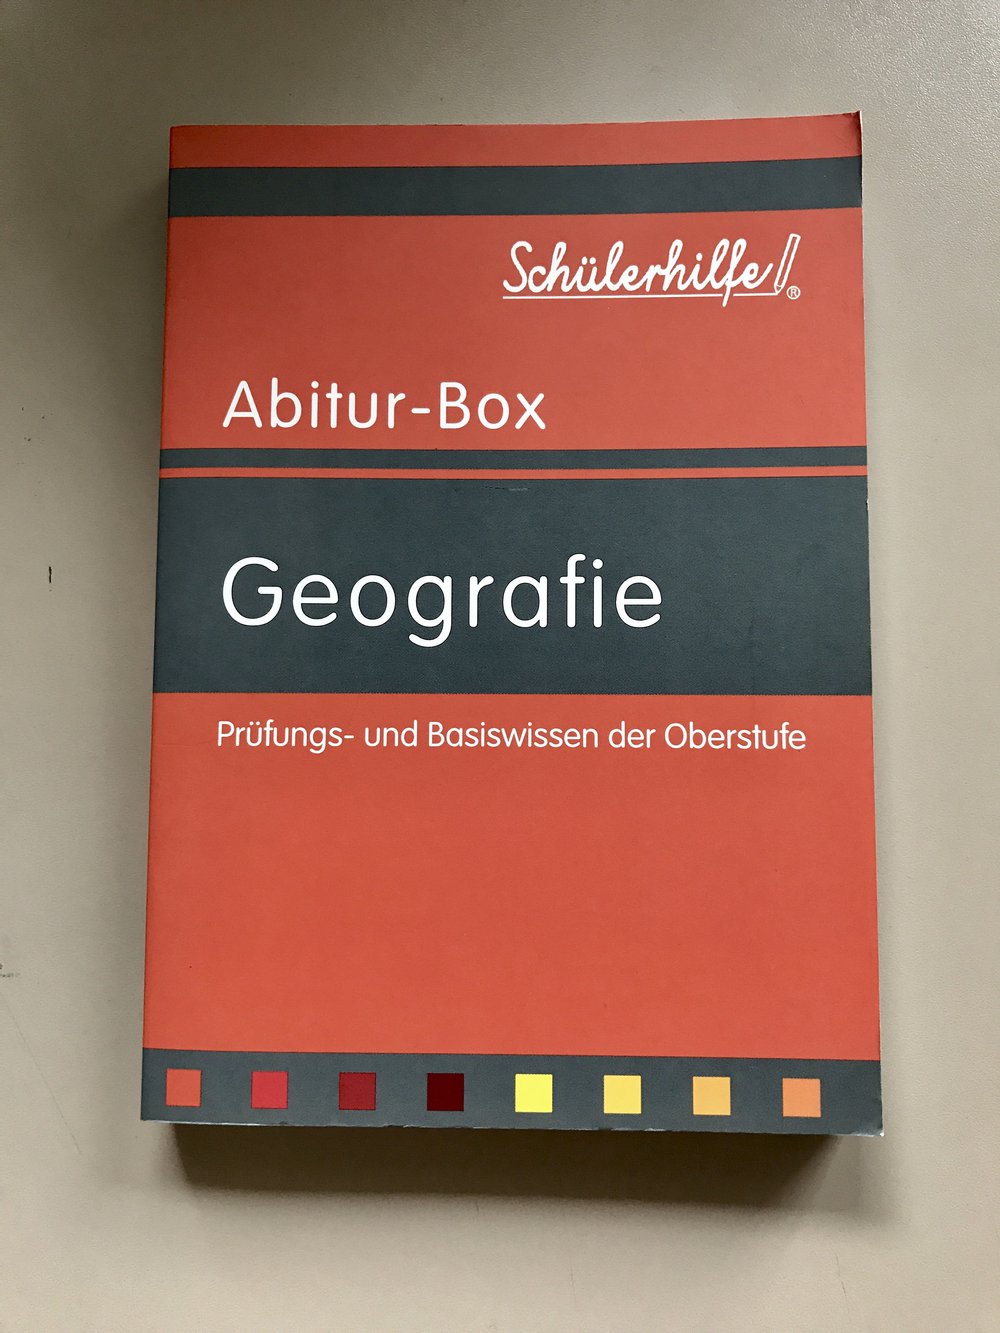 Schülerhilfe!®
Abitur-Box
Geografie
Prüfungs- und Basiswissen der Oberstufe